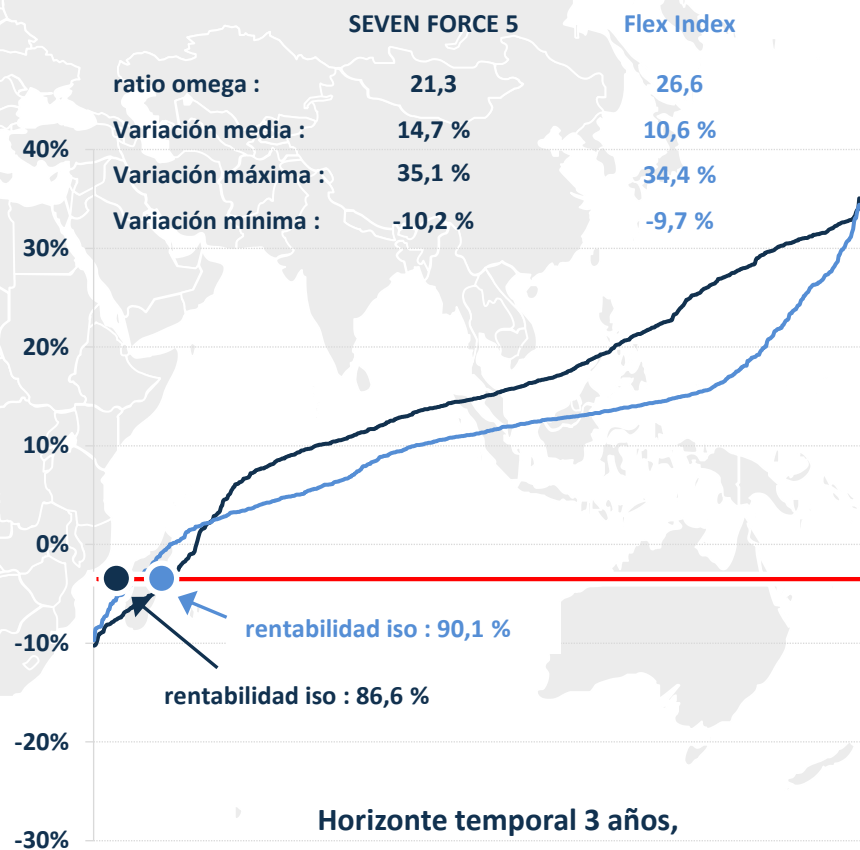 SEVEN FORCE 5 Flex Index
ratio omega : 21,3 26,6
Variación media : 14,7 % 10,6 %
40%
Variación máxima : 35,1 % 34,4 %
Variación mínima : -10,2 % -9,7 %
30%
20%
10%
0%
rentabilidad iso : 90,1 %
-10%
rentabilidad iso : 86,6 %
-20%
Horizonte temporal 3 años,
-30%